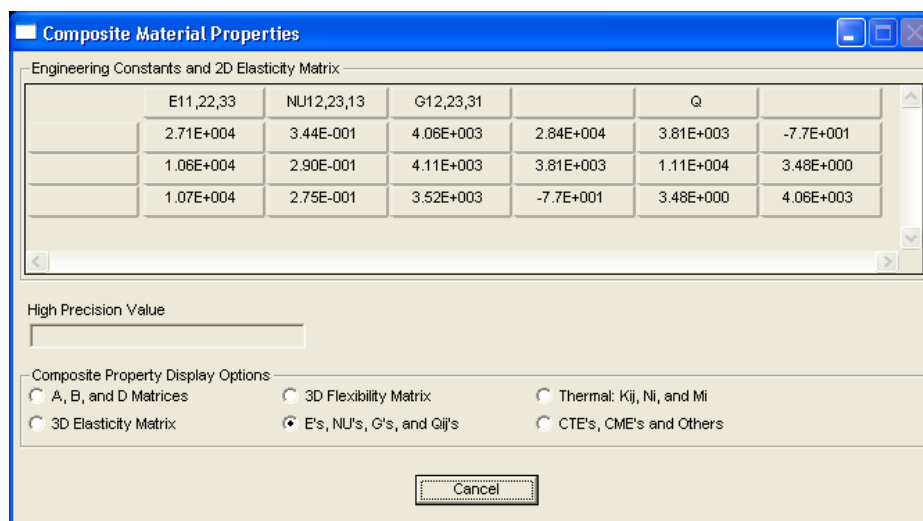 Composite Material Properties
Engineering Constants and 2D Elasticity Matrix
E11,22,33 NU12,23,13 G12,23,31 Q
2.71E+004 3.44E-001 4.06E+003 2.84E+004 3.81E+003 -7.7E+001
1.06E+004 2.90E-001 4.11E+003 3.81E+003 1.11E+004 3.48E+000
1.07E+004 2.75E-001 3.52E+003 -7.7E+001 3.48E+000 4.06E+003
High Precision Value
Composite Property Display Options
A, B, and D Matrices 3D Flexibility Matrix Thermal: Kij, Ni, and Mi
3D Elasticity Matrix E's, NU's, G's, and Qij's CTE's, CME's and Others
Cancel